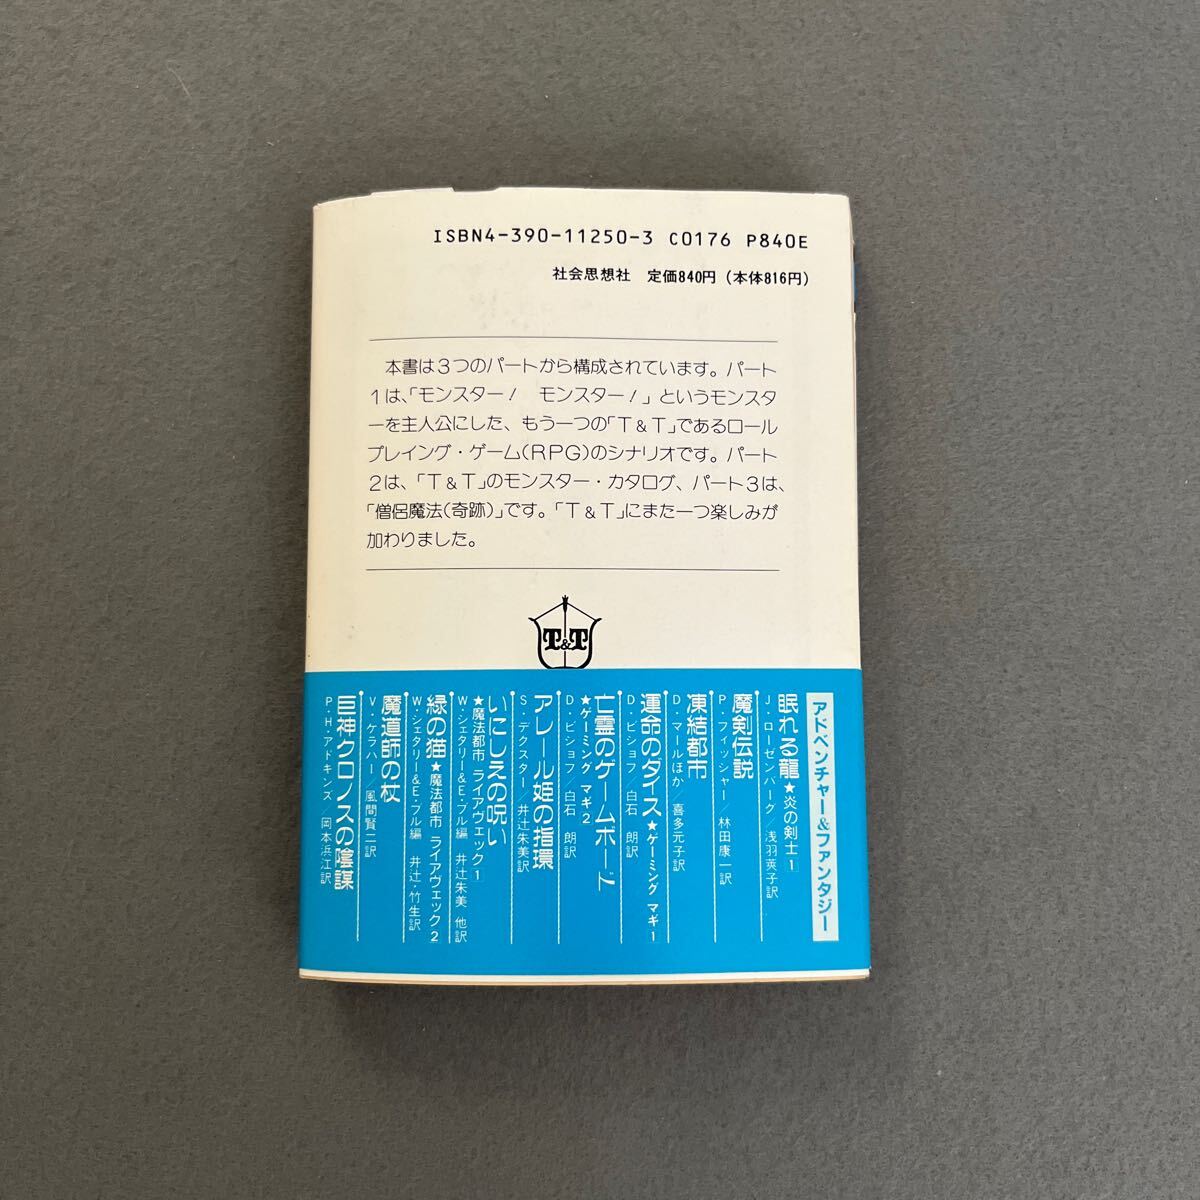 ISBN4-390-11250-3 C0176 P840E
社会思想社 定価840円（本体816円）
本書は３つのパートから構成されています。パート
１は、「モンスター！ モンスター！」というモンスタ
ーを主人公にした、もう一つの「T＆T」であるロール
プレイング・ゲーム(RPG)のシナリオです。パート
２は、「T＆T」のモンスター・カタログ、パート３は、
「僧侶魔法(奇跡)」です。「T＆T」にまた一つ楽しみが
加わりました。
T&T
アドベンチャー&ファンタジー
眠れる龍★炎の剣士1
J・ローゼンバーグ／浅羽莢子訳
魔剣伝説
P・フィッシャー／林田康一訳
凍結都市
D・マールほか／喜多元子訳
運命のダイス★ゲーミング マギ1
D・ビショフ／白石 朗訳
亡霊のゲームボード
★ゲーミング マギ2
D・ビショフ／白石 朗訳
アレール姫の指環
S・デクスター／井辻朱美訳
いにしえの呪い
★魔法都市 ライアヴェック1
W・シェタリー&E・ブル編 井辻朱美 他訳
緑の猫★魔法都市 ライアヴェック2
W・シェタリー&E・ブル編 井辻・竹生訳
魔道師の杖
V・ケラハー／風間賢二訳
巨神クロノスの陰謀
P・H・アドキンズ／岡本浜江訳